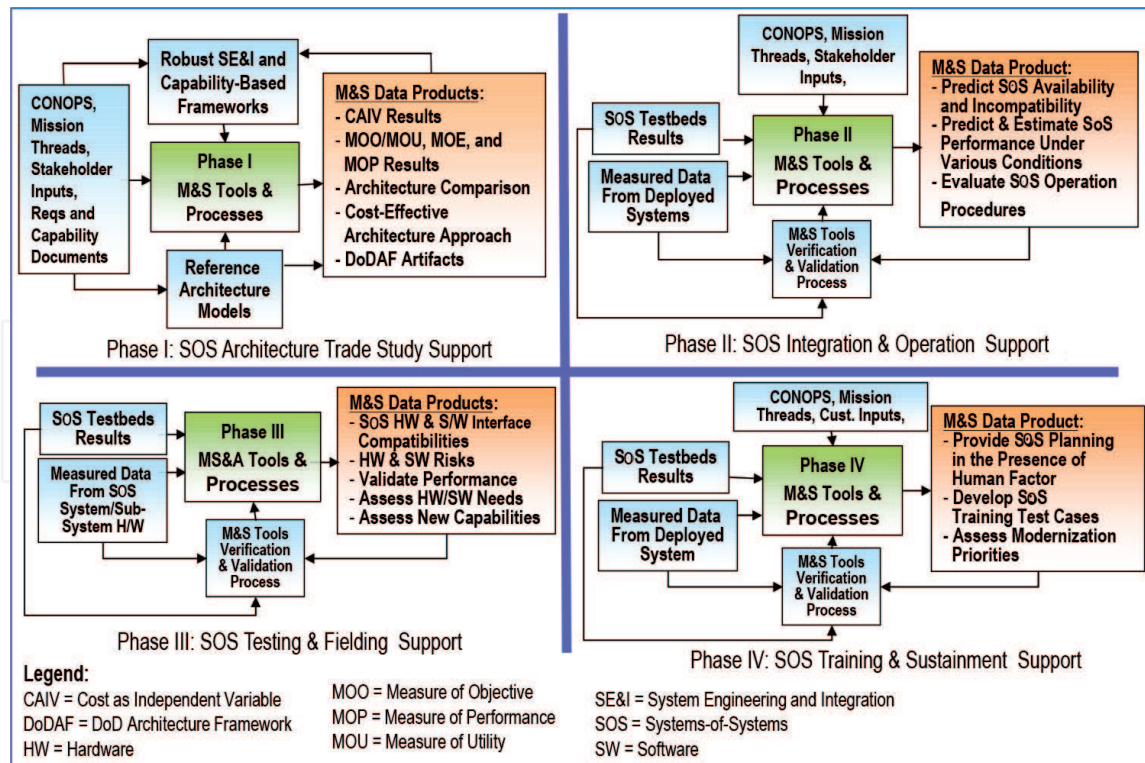 Robust SE&I and
Capability-Based
Frameworks
CONOPS,
Mission
Threads,
Stakeholder
Inputs,
Reqs and
Capability
Documents
Phase I
M&S Tools &
Processes
Reference
Architecture
Models
M&S Data Products:
- CAIV Results
- MOO/MOU, MOE, and
MOP Results
- Architecture Comparison
- Cost-Effective
Architecture Approach
- DoDAF Artifacts
Phase I: SOS Architecture Trade Study Support
CONOPS, Mission
Threads, Stakeholder
Inputs,
SOS Testbeds
Results
Measured Data
From Deployed
Systems
Phase II
M&S Tools &
Processes
M&S Tools
Verification
& Validation
Process
M&S Data Product:
- Predict SOS Availability
and Incompatibility
- Predict & Estimate SoS
Performance Under
Various Conditions
- Evaluate SOS Operation
Procedures
Phase II: SOS Integration & Operation Support
SOS Testbeds
Results
Measured Data
From SOS
System/Sub-
System H/W
Phase III
MS&A Tools &
Processes
M&S Tools
Verification
& Validation
Process
M&S Data Products:
- SOS HW & S/W Interface
Compatibilities
- HW & SW Risks
- Validate Performance
- Assess HW/SW Needs
- Assess New Capabilities
Phase III: SOS Testing & Fielding Support
CONOPS, Mission
Threads, Cust. Inputs,
SOS Testbeds
Results
Measured Data
From Deployed
System
Phase IV
M&S Tools &
Processes
M&S Tools
Verification
& Validation
Process
M&S Data Product:
- Provide SOS Planning
in the Presence of
Human Factor
- Develop SOS
Training Test Cases
- Assess Modernization
Priorities
Phase IV: SOS Training & Sustainment Support
Legend:
CAIV = Cost as Independent Variable
DoDAF = DoD Architecture Framework
HW = Hardware
MOO = Measure of Objective
MOP = Measure of Performance
MOU = Measure of Utility
SE&I = System Engineering and Integration
SOS = Systems-of-Systems
SW = Software